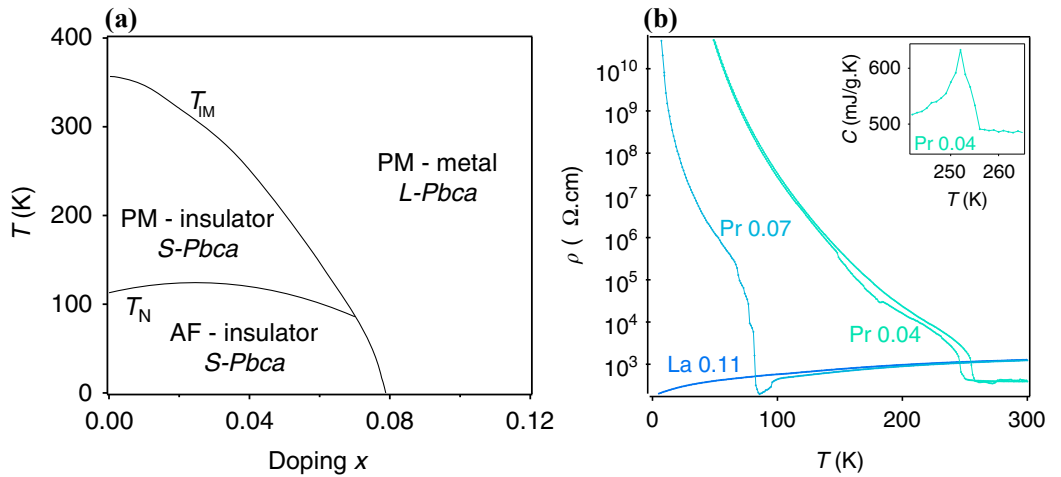 (a)
400
300
200
100
0
T (K)
T_IM
PM - metal
L-Pbca
PM - insulator
S-Pbca
T_N
AF - insulator
S-Pbca
0.00 0.04 0.08 0.12
Doping x
(b)
10^10
10^9
10^8
10^7
10^6
10^5
10^4
10^3
ρ ( Ω.cm)
Pr 0.07
Pr 0.04
La 0.11
0 100 200 300
T (K)
600
500
C (mJ/g.K)
Pr 0.04
250 260
T (K)